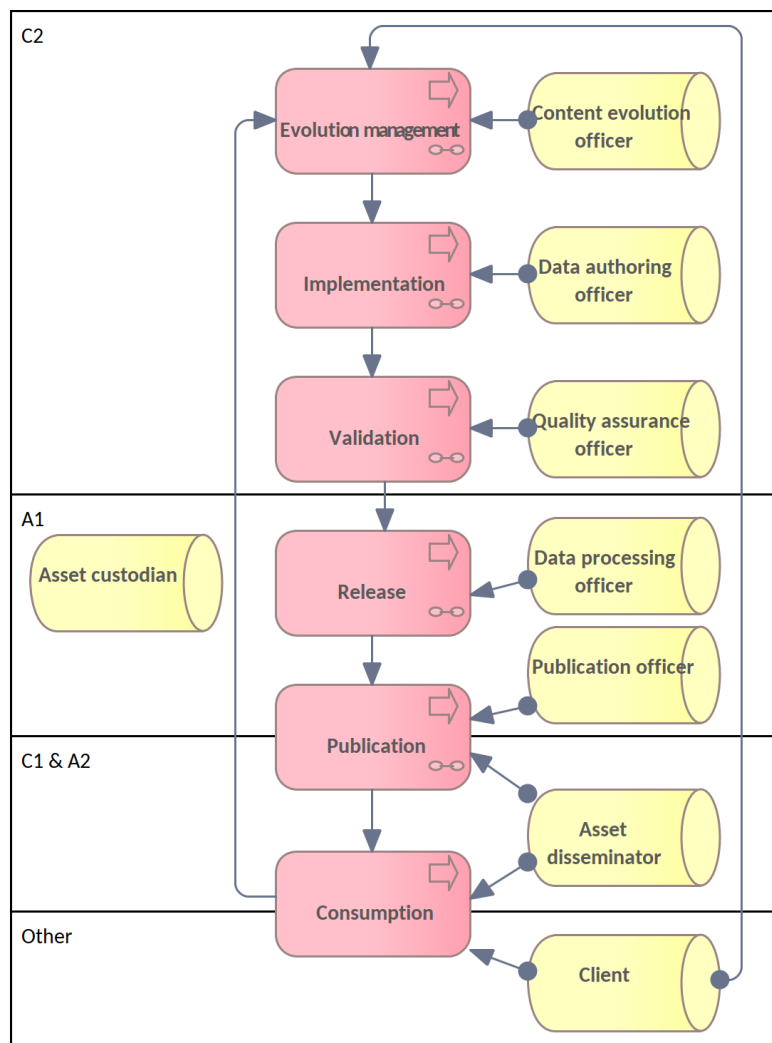 C2
Evolution management
Content evolution
officer
Implementation
Data authoring
officer
Validation
Quality assurance
officer
A1
Asset custodian
Release
Data processing
officer
Publication officer
Publication
C1 & A2
Asset
disseminator
Consumption
Other
Client